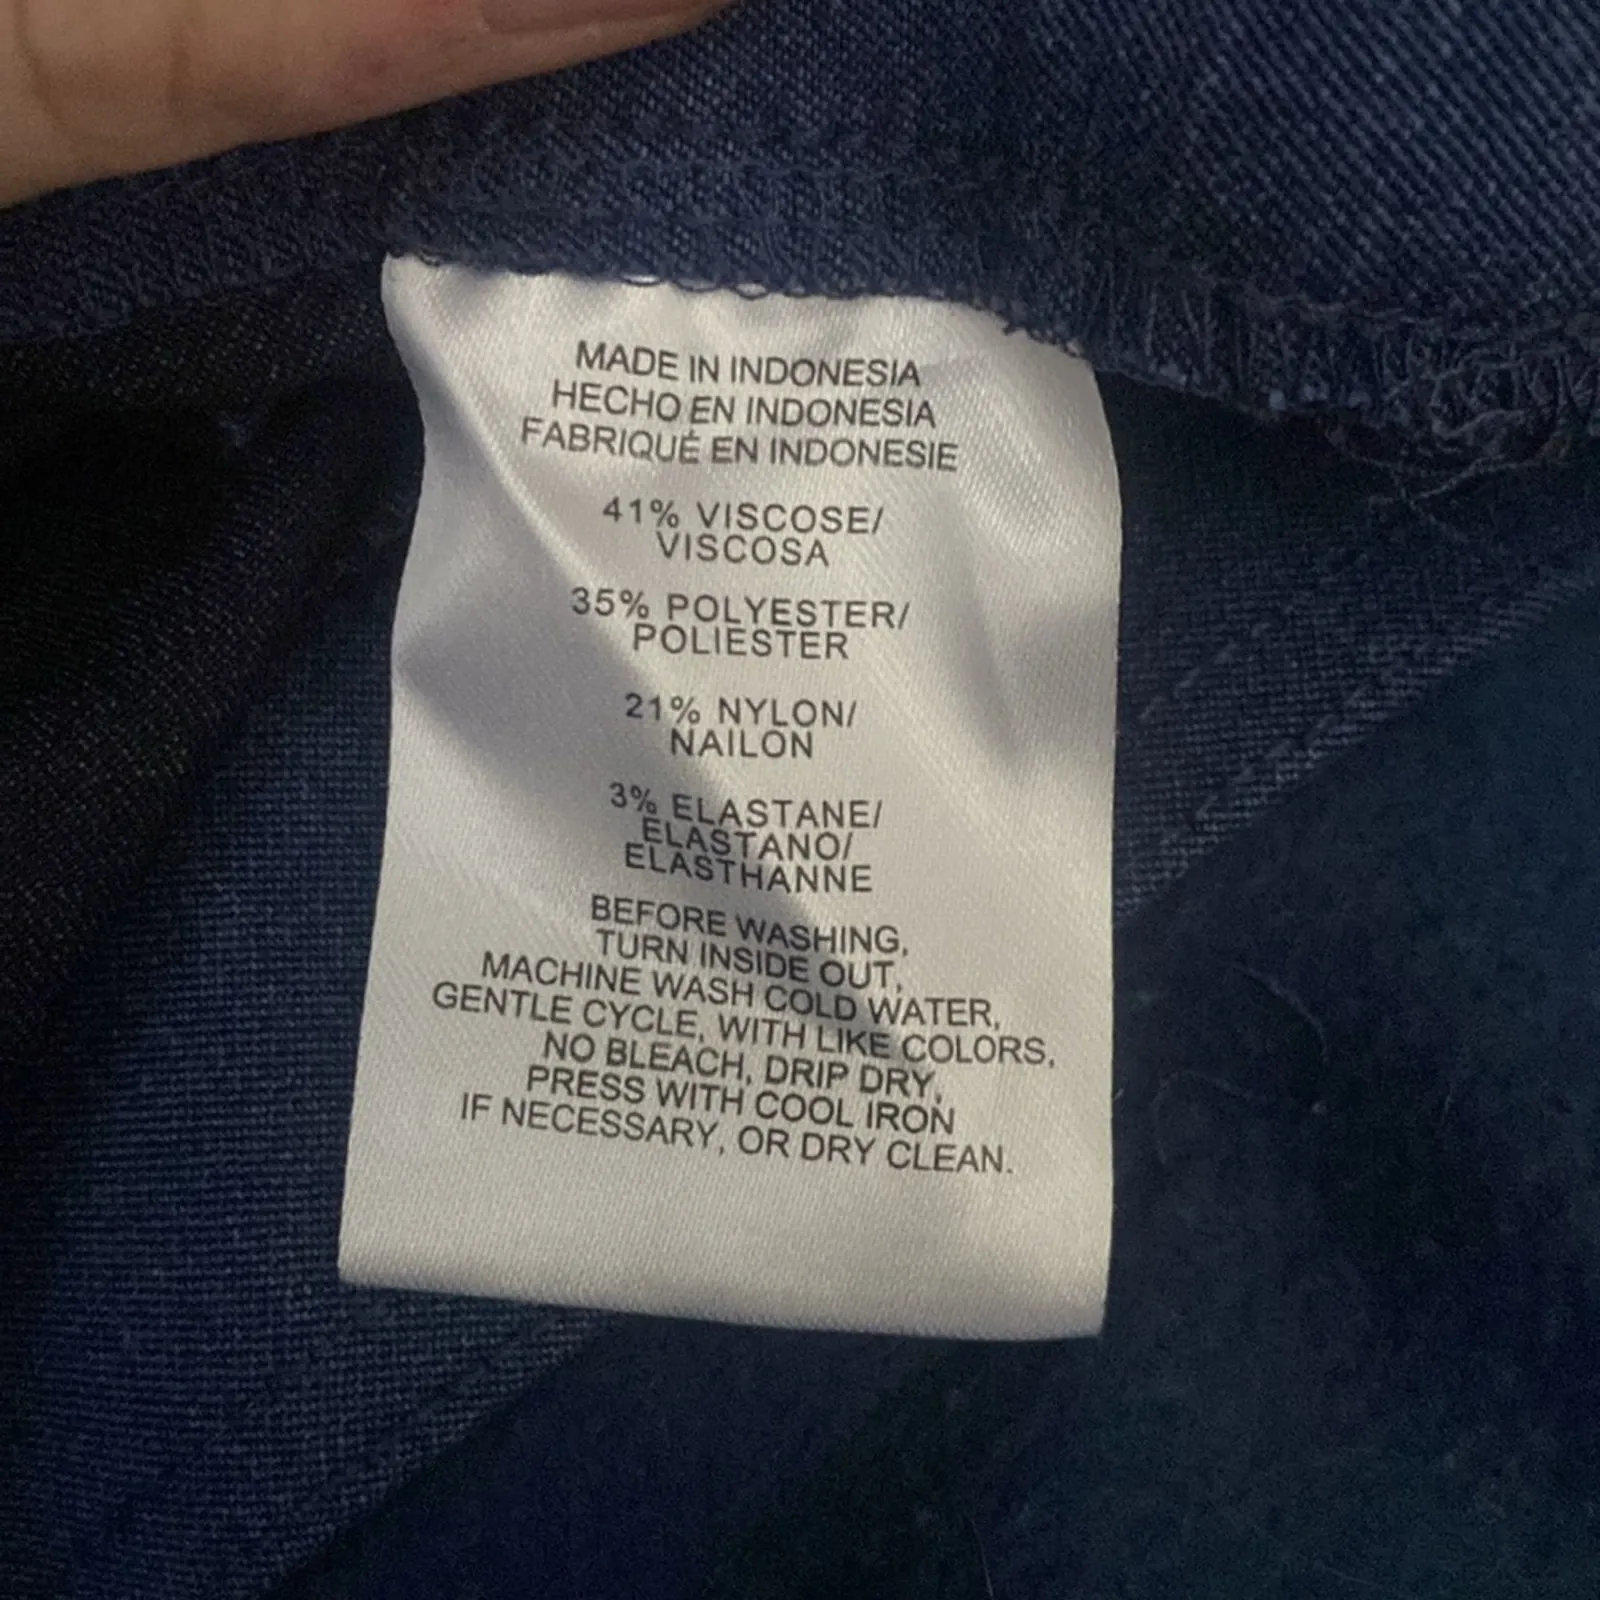 MADE IN INDONESIA
HECHO EN INDONESIA
FABRIQUÉ EN INDONESIE
41% VISCOSE/
VISCOSA
35% POLYESTER/
POLIESTER
21% NYLON/
NAILON
3% ELASTANE/
ELASTANO/
ELASTHANNE
BEFORE WASHING,
TURN INSIDE OUT,
MACHINE WASH COLD WATER,
GENTLE CYCLE, WITH LIKE COLORS,
NO BLEACH, DRIP DRY,
PRESS WITH COOL IRON
IF NECESSARY, OR DRY CLEAN.